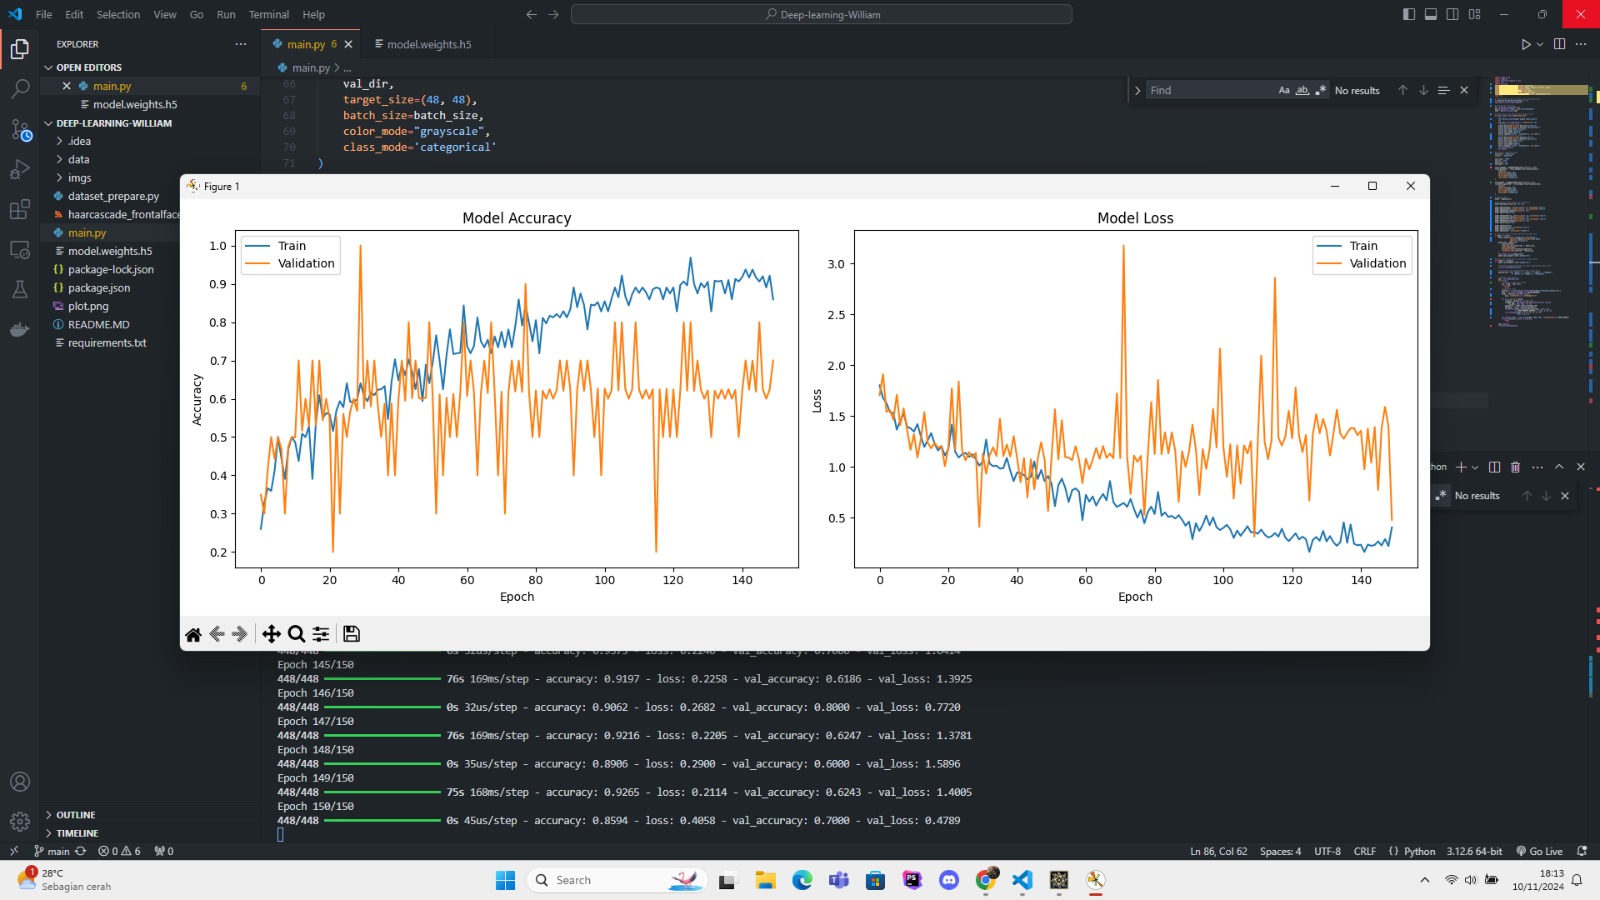 File Edit Selection View Go Run Terminal Help
Deep-learning-William
EXPLORER
OPEN EDITORS
main.py 6
model.weights.h5
DEEP-LEARNING-WILLIAM
.idea
data
imgs
dataset_prepare.py
haarcascade_frontalface
main.py
model.weights.h5
package-lock.json
package.json
plot.png
README.MD
requirements.txt
OUTLINE
TIMELINE
main.py 6
model.weights.h5
main.py > ...
66 val_dir,
67 target_size=(48, 48),
68 batch_size=batch_size,
69 color_mode="grayscale",
70 class_mode='categorical'
71 )
Find
Aa ab
No results
Figure 1
Model Accuracy
Train
Validation
1.0
0.9
0.8
0.7
0.6
0.5
0.4
0.3
0.2
Accuracy
0 20 40 60 80 100 120 140
Epoch
Model Loss
Train
Validation
3.0
2.5
2.0
1.5
1.0
0.5
Loss
0 20 40 60 80 100 120 140
Epoch
No results
Epoch 145/150
448/448 76s 169ms/step - accuracy: 0.9197 - loss: 0.2258 - val_accuracy: 0.6186 - val_loss: 1.3925
Epoch 146/150
448/448 0s 32us/step - accuracy: 0.9062 - loss: 0.2682 - val_accuracy: 0.8000 - val_loss: 0.7720
Epoch 147/150
448/448 76s 169ms/step - accuracy: 0.9216 - loss: 0.2205 - val_accuracy: 0.6247 - val_loss: 1.3781
Epoch 148/150
448/448 0s 35us/step - accuracy: 0.8906 - loss: 0.2900 - val_accuracy: 0.6000 - val_loss: 1.5896
Epoch 149/150
448/448 75s 168ms/step - accuracy: 0.9265 - loss: 0.2114 - val_accuracy: 0.6243 - val_loss: 1.4005
Epoch 150/150
448/448 0s 45us/step - accuracy: 0.8594 - loss: 0.4058 - val_accuracy: 0.7000 - val_loss: 0.4789
main 0 6 0
Ln 86, Col 62 Spaces: 4 UTF-8 CRLF {} Python 3.12.6 64-bit Go Live
1
28°C
Sebagian cerah
Search
18:13
10/11/2024